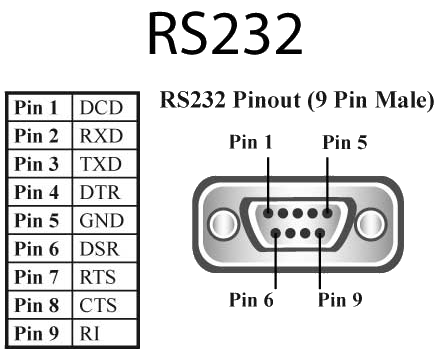 RS232
Pin 1 DCD
Pin 2 RXD
Pin 3 TXD
Pin 4 DTR
Pin 5 GND
Pin 6 DSR
Pin 7 RTS
Pin 8 CTS
Pin 9 RI
RS232 Pinout (9 Pin Male)
Pin 1 Pin 5
Pin 6 Pin 9